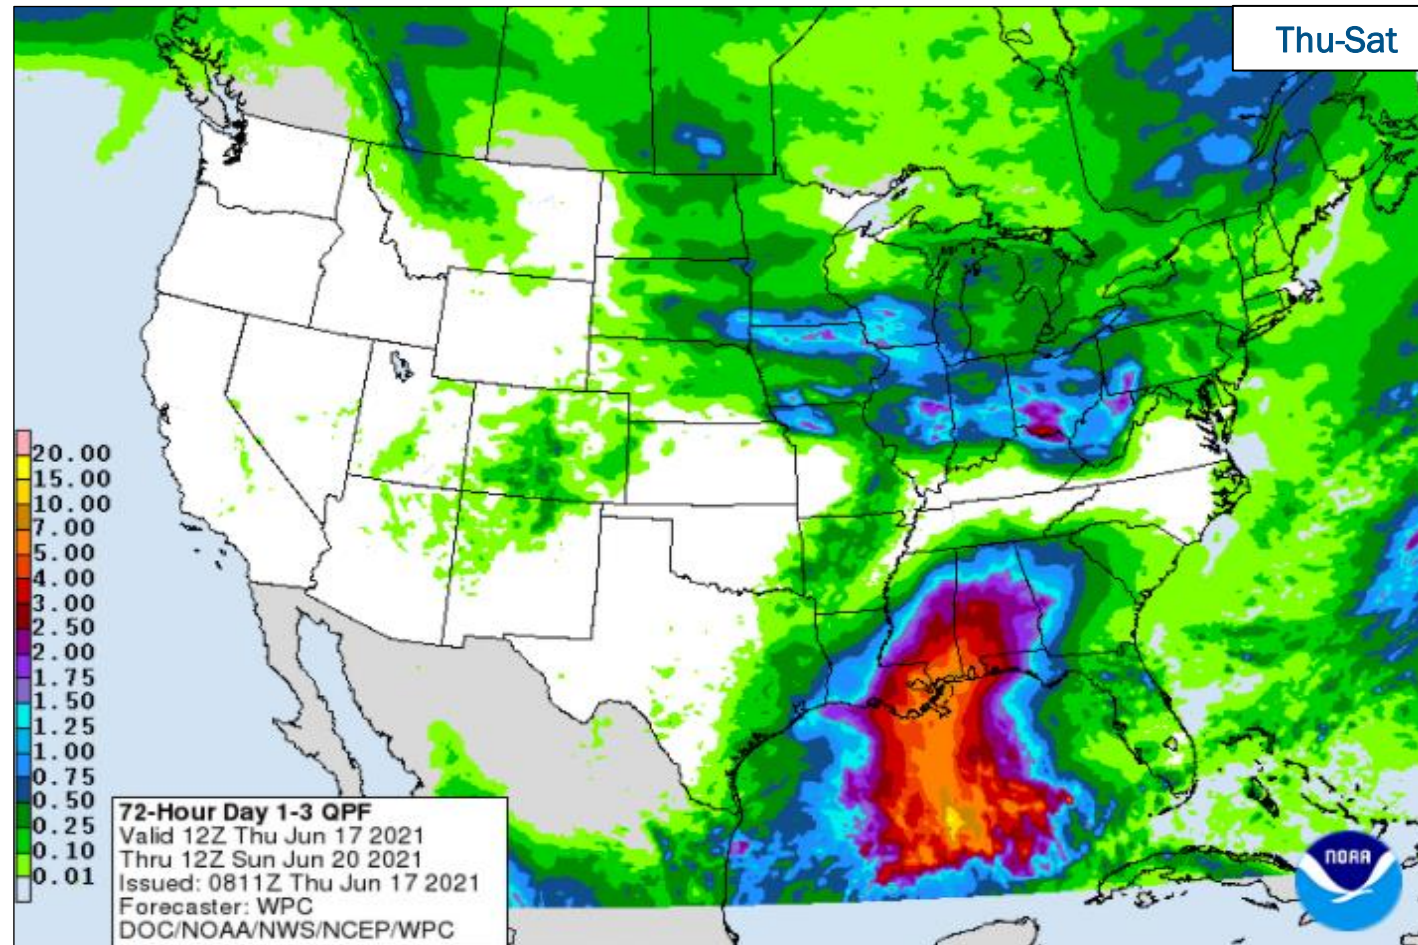 Thu-Sat
20.00
15.00
10.00
7.00
5.00
4.00
3.00
2.50
2.00
1.75
1.50
1.25
1.00
0.75
0.50
0.25
0.10
0.01
72-Hour Day 1-3 QPF
Valid 12Z Thu Jun 17 2021
Thru 12Z Sun Jun 20 2021
Issued: 0811Z Thu Jun 17 2021
Forecaster: WPC
DOC/NOAA/NWS/NCEP/WPC
NOAA